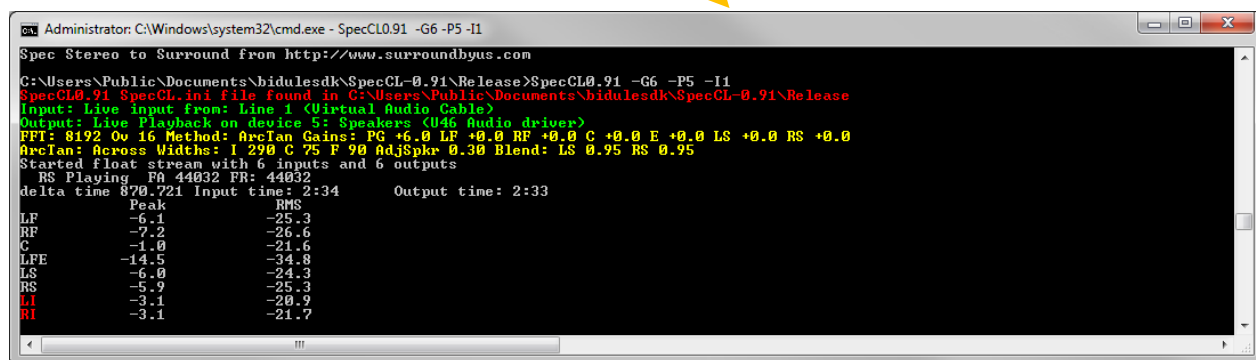 Administrator: C:\Windows\system32\cmd.exe - SpecCL0.91 -G6 -P5 -I1
Spec Stereo to Surround from http://www.surroundbyus.com
C:\Users\Public\Documents\bidulesdk\SpecCL-0.91\Release>SpecCL0.91 -G6 -P5 -I1
SpecCL0.91 SpecCL.ini file found in C:\Users\Public\Documents\bidulesdk\SpecCL-0.91\Release
Input: Live input from: Line 1 (Virtual Audio Cable)
Output: Live Playback on device 5: Speakers (U46 Audio driver)
FFT: 8192 Ov 16 Method: ArcTan Gains: PG +6.0 LF +0.0 RF +0.0 C +0.0 E +0.0 LS +0.0 RS +0.0
ArcTan: Across Widths: I 290 C 75 F 90 AdjSpkr 0.30 Blend: LS 0.95 RS 0.95
Started float stream with 6 inputs and 6 outputs
RS Playing FA 44032 FR: 44032
delta time 870.721 Input time: 2:34 Output time: 2:33
Peak RMS
LF -6.1 -25.3
RF -7.2 -26.6
C -1.0 -21.6
LFE -14.5 -34.8
LS -6.0 -24.3
RS -5.9 -25.3
LI -3.1 -20.9
RI -3.1 -21.7